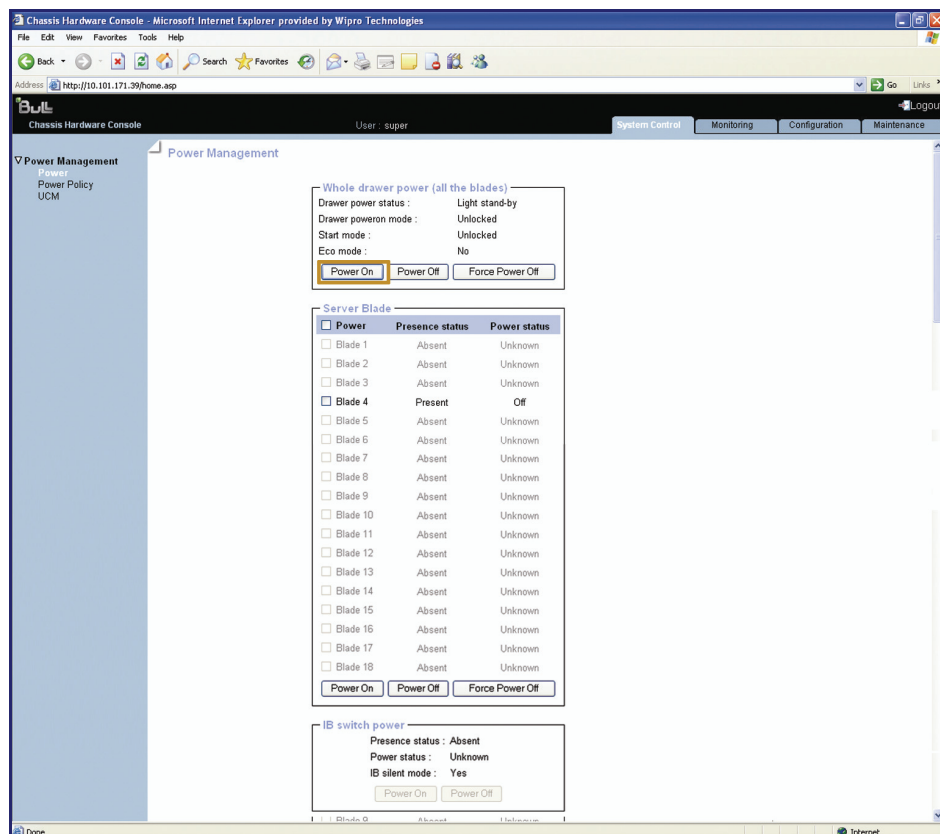 Chassis Hardware Console - Microsoft Internet Explorer provided by Wipro Technologies
File Edit View Favorites Tools Help
Back Search Favorites
Address http://10.101.171.39/home.asp Go Links
Bull Logout
Chassis Hardware Console User : super System Control Monitoring Configuration Maintenance
Power Management
Power
Power Policy
UCM
Power Management
Whole drawer power (all the blades)
Drawer power status : Light stand-by
Drawer poweron mode : Unlocked
Start mode : Unlocked
Eco mode : No
Power On Power Off Force Power Off
Server Blade
Power Presence status Power status
Blade 1 Absent Unknown
Blade 2 Absent Unknown
Blade 3 Absent Unknown
Blade 4 Present Off
Blade 5 Absent Unknown
Blade 6 Absent Unknown
Blade 7 Absent Unknown
Blade 8 Absent Unknown
Blade 9 Absent Unknown
Blade 10 Absent Unknown
Blade 11 Absent Unknown
Blade 12 Absent Unknown
Blade 13 Absent Unknown
Blade 14 Absent Unknown
Blade 15 Absent Unknown
Blade 16 Absent Unknown
Blade 17 Absent Unknown
Blade 18 Absent Unknown
Power On Power Off Force Power Off
IB switch power
Presence status : Absent
Power status : Unknown
IB silent mode : Yes
Power On Power Off
Blade 9 Absent Unknown
Done Internet